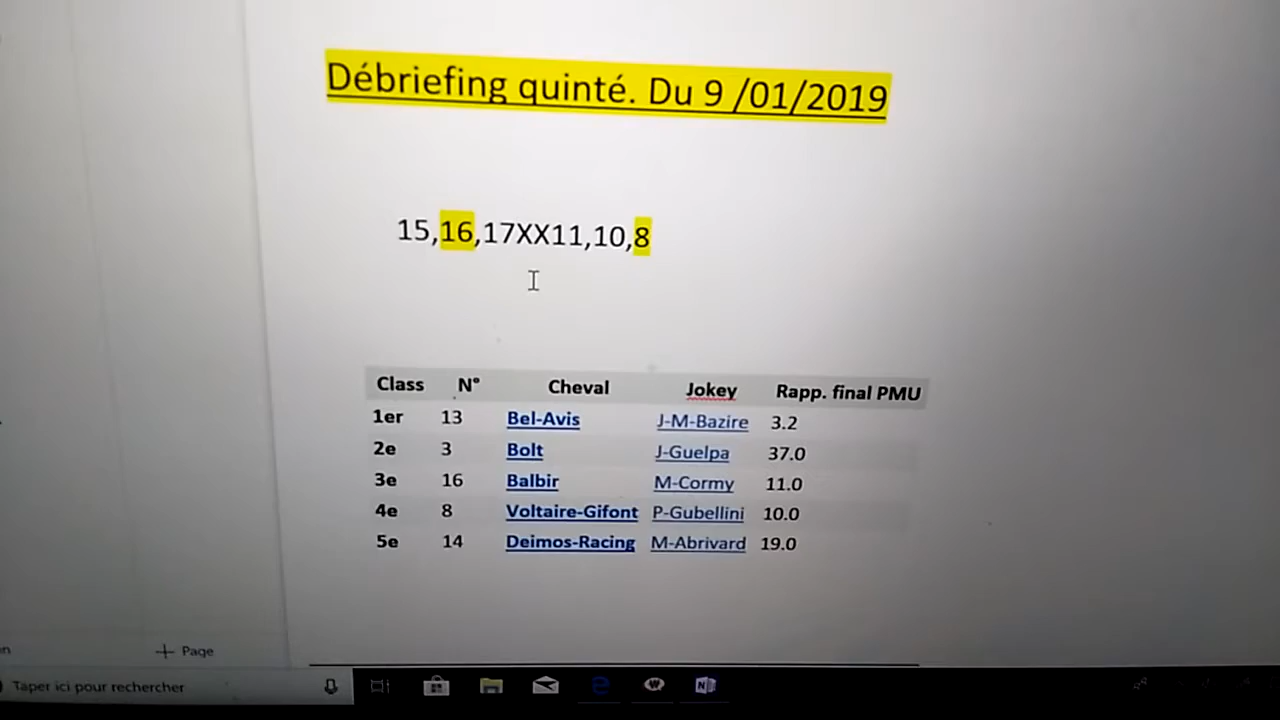 Débriefing quinté. Du 9 /01/2019
15,16,17XX11,10,8
Class N° Cheval Jokey Rapp. final PMU
1er 13 Bel-Avis J-M-Bazire 3.2
2e 3 Bolt J-Guelpa 37.0
3e 16 Balbir M-Cormy 11.0
4e 8 Voltaire-Gifont P-Gubellini 10.0
5e 14 Deimos-Racing M-Abrivard 19.0
Page
Taper ici pour rechercher